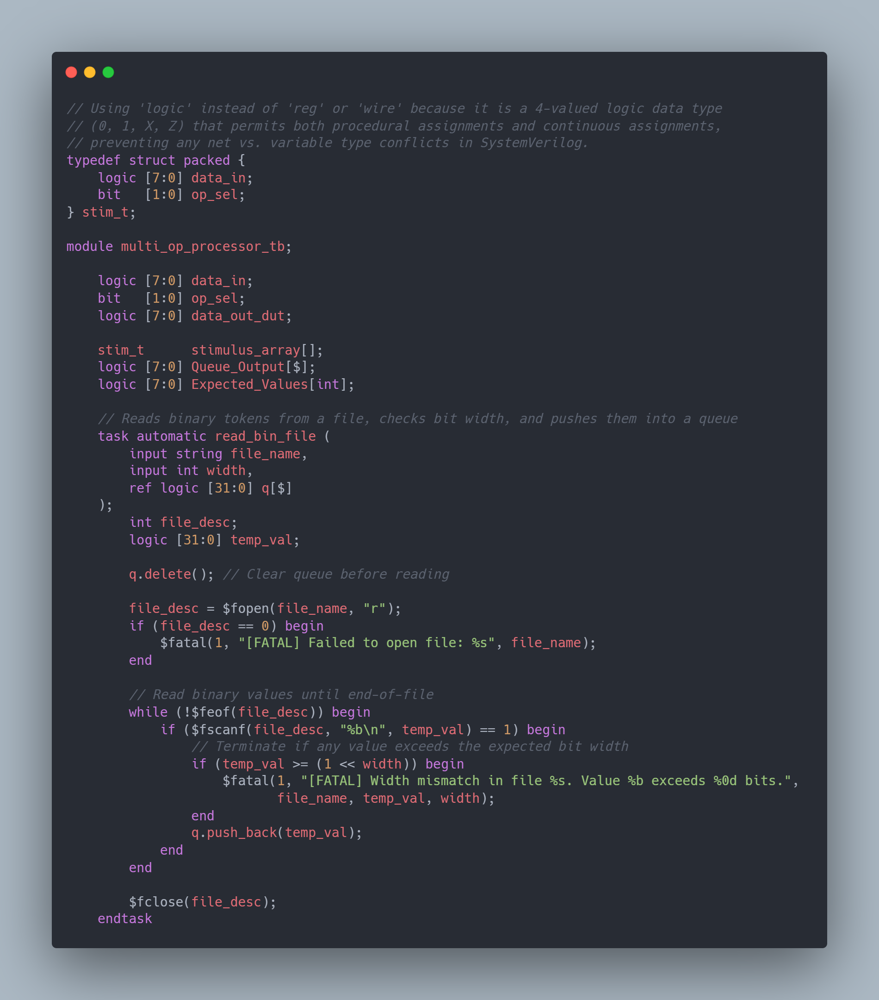 // Using 'logic' instead of 'reg' or 'wire' because it is a 4-valued logic data type
// (0, 1, X, Z) that permits both procedural assignments and continuous assignments,
// preventing any net vs. variable type conflicts in SystemVerilog.
typedef struct packed {
    logic [7:0] data_in;
    bit   [1:0] op_sel;
} stim_t;

module multi_op_processor_tb;

    logic [7:0] data_in;
    bit   [1:0] op_sel;
    logic [7:0] data_out_dut;

    stim_t      stimulus_array[];
    logic [7:0] Queue_Output[$];
    logic [7:0] Expected_Values[int];

    // Reads binary tokens from a file, checks bit width, and pushes them into a queue
    task automatic read_bin_file (
        input string file_name,
        input int width,
        ref logic [31:0] q[$]
    );
        int file_desc;
        logic [31:0] temp_val;

        q.delete(); // Clear queue before reading

        file_desc = $fopen(file_name, "r");
        if (file_desc == 0) begin
            $fatal(1, "[FATAL] Failed to open file: %s", file_name);
        end

        // Read binary values until end-of-file
        while (!$feof(file_desc)) begin
            if ($fscanf(file_desc, "%b\n", temp_val) == 1) begin
                // Terminate if any value exceeds the expected bit width
                if (temp_val >= (1 << width)) begin
                    $fatal(1, "[FATAL] Width mismatch in file %s. Value %b exceeds %0d bits.",
                           file_name, temp_val, width);
                end
                q.push_back(temp_val);
            end
        end

        $fclose(file_desc);
    endtask